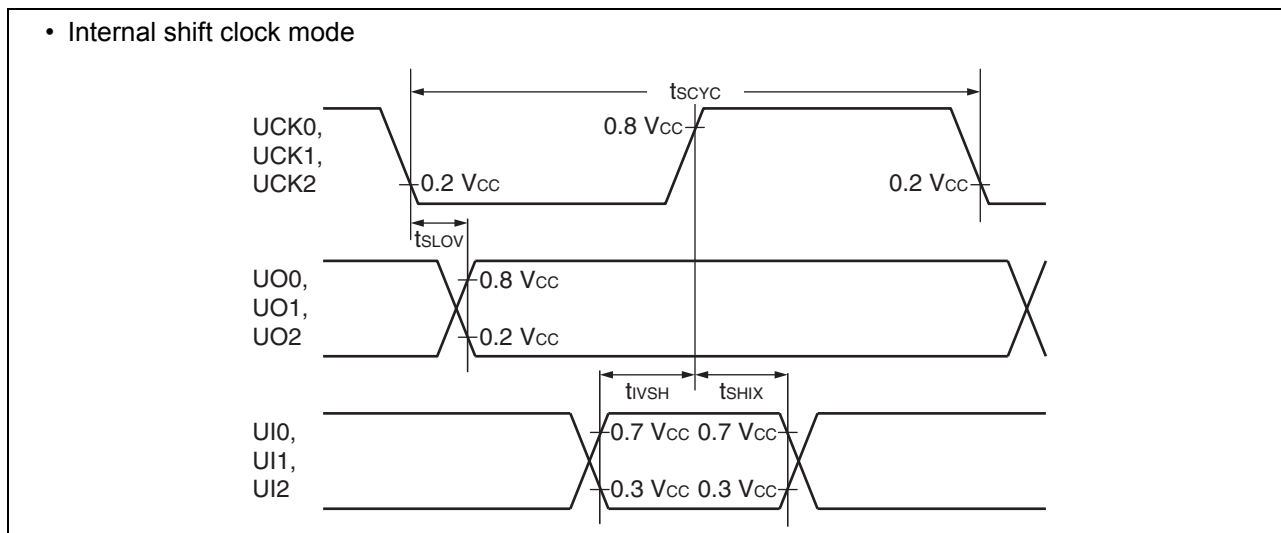 • Internal shift clock mode
tSCYC
UCK0,
UCK1,
UCK2
0.8 VCC
0.2 VCC
0.2 VCC
tSLOV
UO0,
UO1,
UO2
0.8 VCC
0.2 VCC
tIVSH
tSHIX
UI0,
UI1,
UI2
0.7 VCC 0.7 VCC
0.3 VCC 0.3 VCC